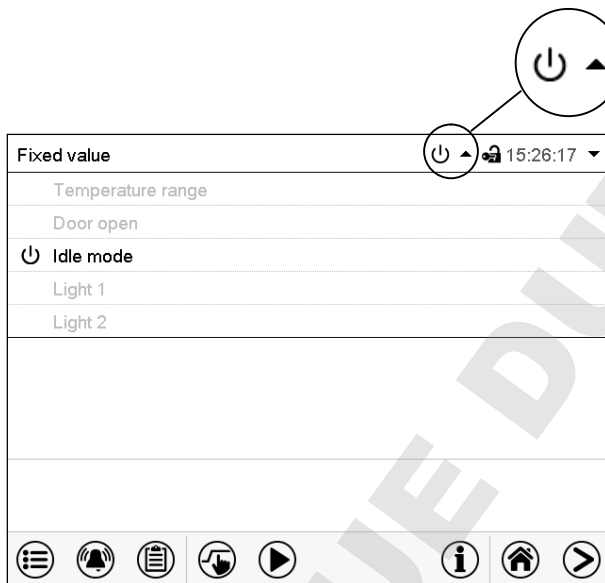 Fixed value 15:26:17
Temperature range
Door open
Idle mode
Light 1
Light 2